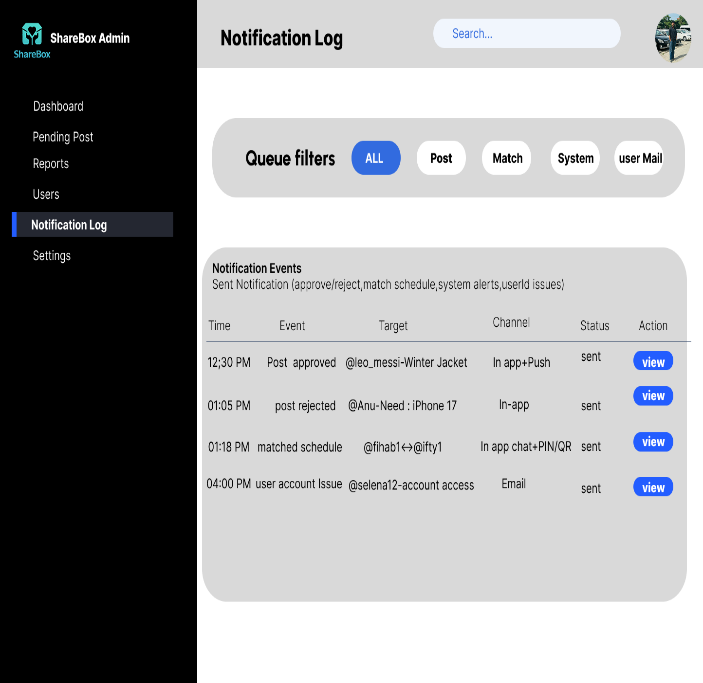 ShareBox Admin
ShareBox
Dashboard
Pending Post
Reports
Users
Notification Log
Settings
Notification Log
Search...
Queue filters ALL Post Match System user Mail
Notification Events
Sent Notification (approve/reject,match schedule,system alerts,userId issues)
Time Event Target Channel Status Action
12;30 PM Post approved @leo_messi-Winter Jacket In app+Push sent view
01:05 PM post rejected @Anu-Need : iPhone 17 In-app sent view
01:18 PM matched schedule @fihab1↔@ifty1 In app chat+PIN/QR sent view
04:00 PM user account Issue @selena12-account access Email sent view